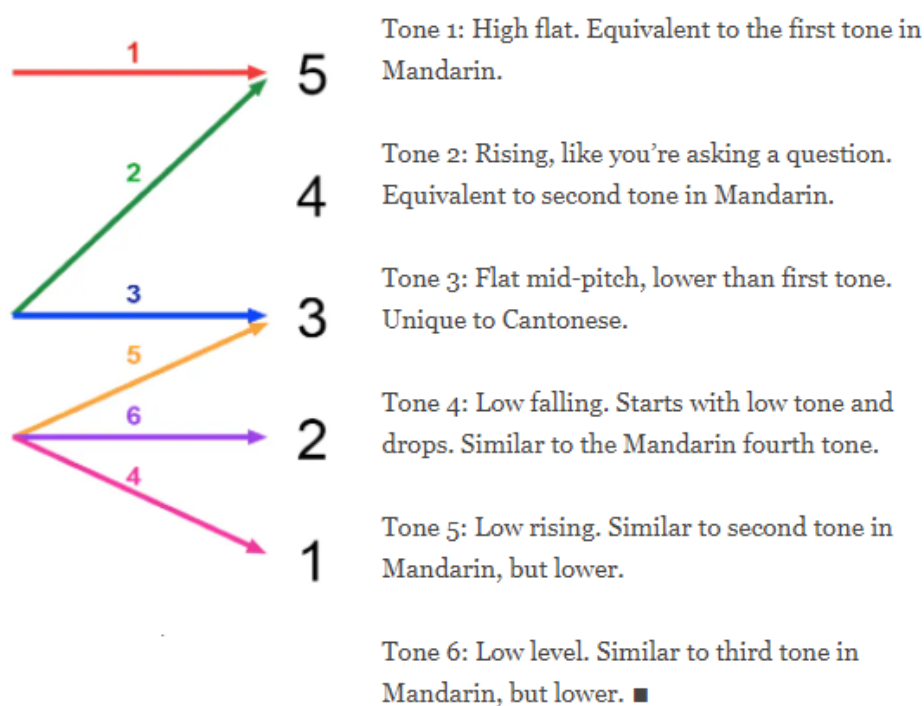 Tone 1: High flat. Equivalent to the first tone in
Mandarin.
Tone 2: Rising, like you’re asking a question.
Equivalent to second tone in Mandarin.
Tone 3: Flat mid-pitch, lower than first tone.
Unique to Cantonese.
Tone 4: Low falling. Starts with low tone and
drops. Similar to the Mandarin fourth tone.
Tone 5: Low rising. Similar to second tone in
Mandarin, but lower.
Tone 6: Low level. Similar to third tone in
Mandarin, but lower. ■
1
5
2
4
3
3
5
6
2
4
1